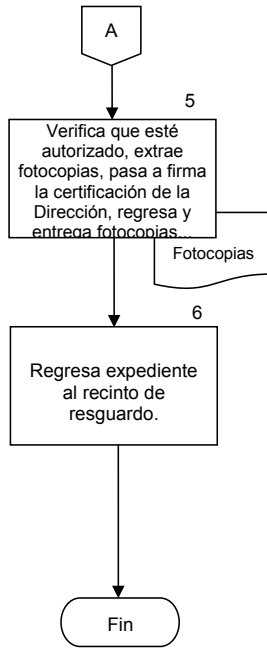 A
5
Verifica que esté
autorizado, extrae
fotocopias, pasa a firma
la certificación de la
Dirección, regresa y
entrega fotocopias...
Fotocopias
6
Regresa expediente
al recinto de
resguardo.
Fin